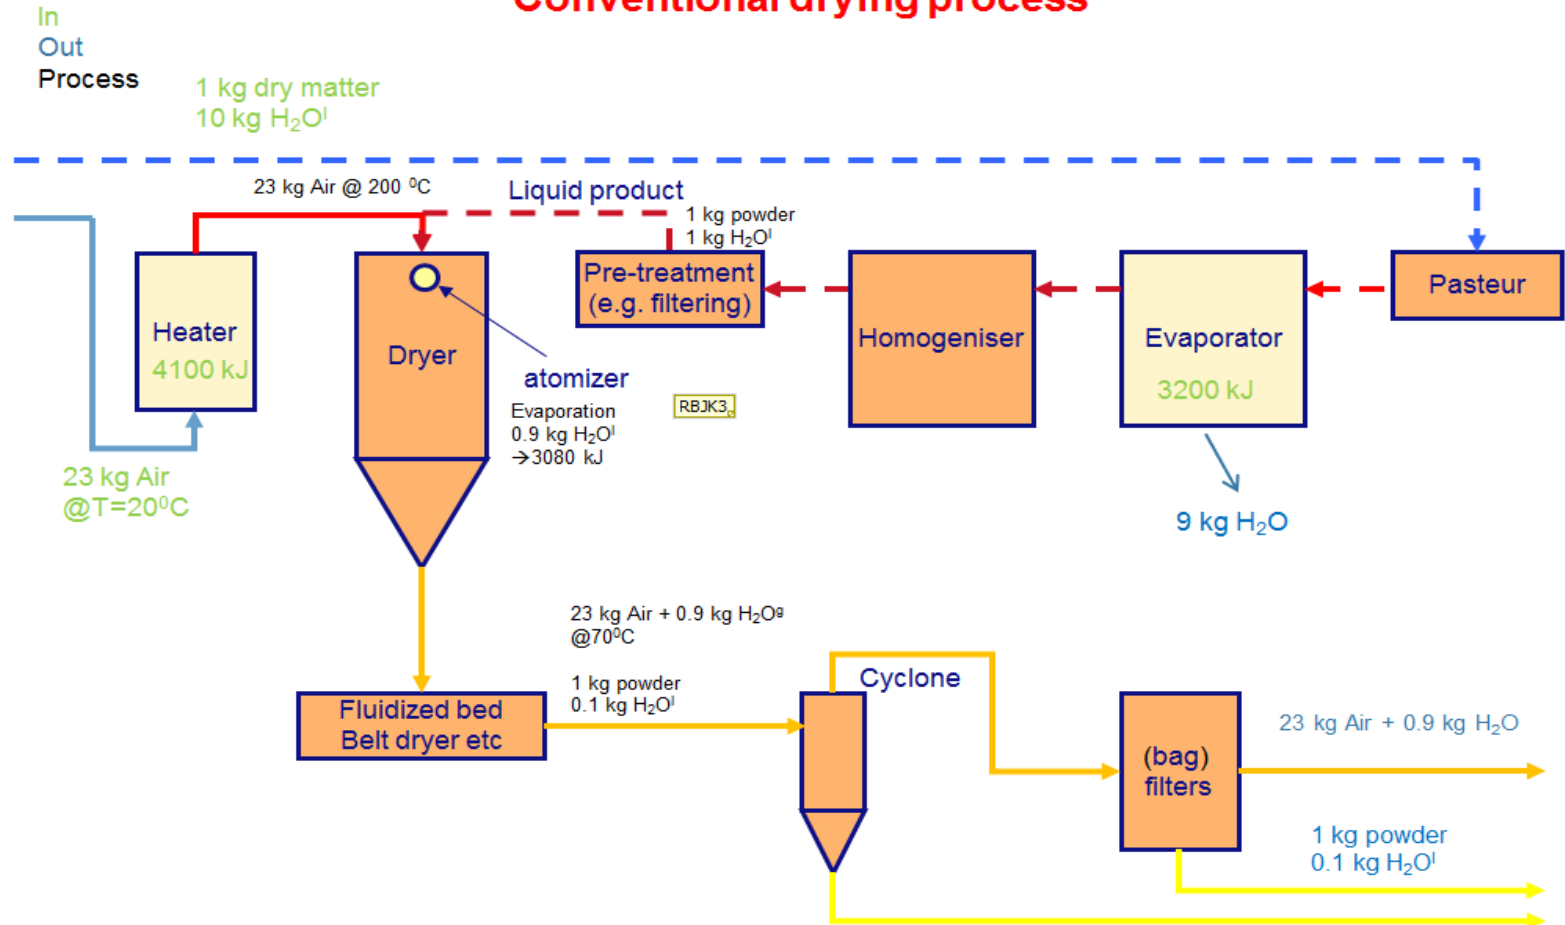 Conventional drying process
In
Out
Process
1 kg dry matter
10 kg H₂Oˡ
23 kg Air @ 200 ⁰C
Liquid product
1 kg powder
1 kg H₂Oˡ
Heater
4100 kJ
Dryer
Pre-treatment
(e.g. filtering)
Homogeniser
Evaporator
3200 kJ
Pasteur
atomizer
Evaporation
0.9 kg H₂Oˡ
→3080 kJ
RBJK3
23 kg Air
@T=20⁰C
9 kg H₂O
23 kg Air + 0.9 kg H₂Oᵍ
@70⁰C
1 kg powder
0.1 kg H₂Oˡ
Cyclone
Fluidized bed
Belt dryer etc
(bag)
filters
23 kg Air + 0.9 kg H₂O
1 kg powder
0.1 kg H₂Oˡ